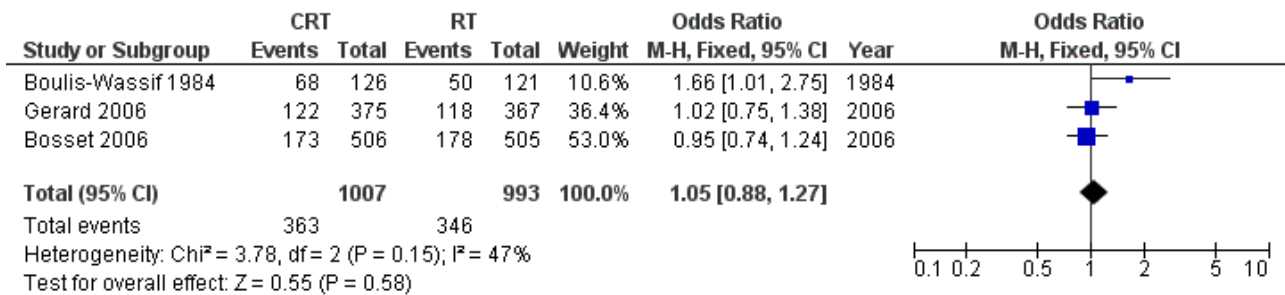 CRT RT Odds Ratio Odds Ratio
Study or Subgroup Events Total Events Total Weight M-H, Fixed, 95% CI Year M-H, Fixed, 95% CI
Boulis-Wassif 1984 68 126 50 121 10.6% 1.66 [1.01, 2.75] 1984
Gerard 2006 122 375 118 367 36.4% 1.02 [0.75, 1.38] 2006
Bosset 2006 173 506 178 505 53.0% 0.95 [0.74, 1.24] 2006
Total (95% CI) 1007 993 100.0% 1.05 [0.88, 1.27]
Total events 363 346
Heterogeneity: Chi² = 3.78, df = 2 (P = 0.15); I² = 47%
Test for overall effect: Z = 0.55 (P = 0.58)
0.1 0.2 0.5 1 2 5 10